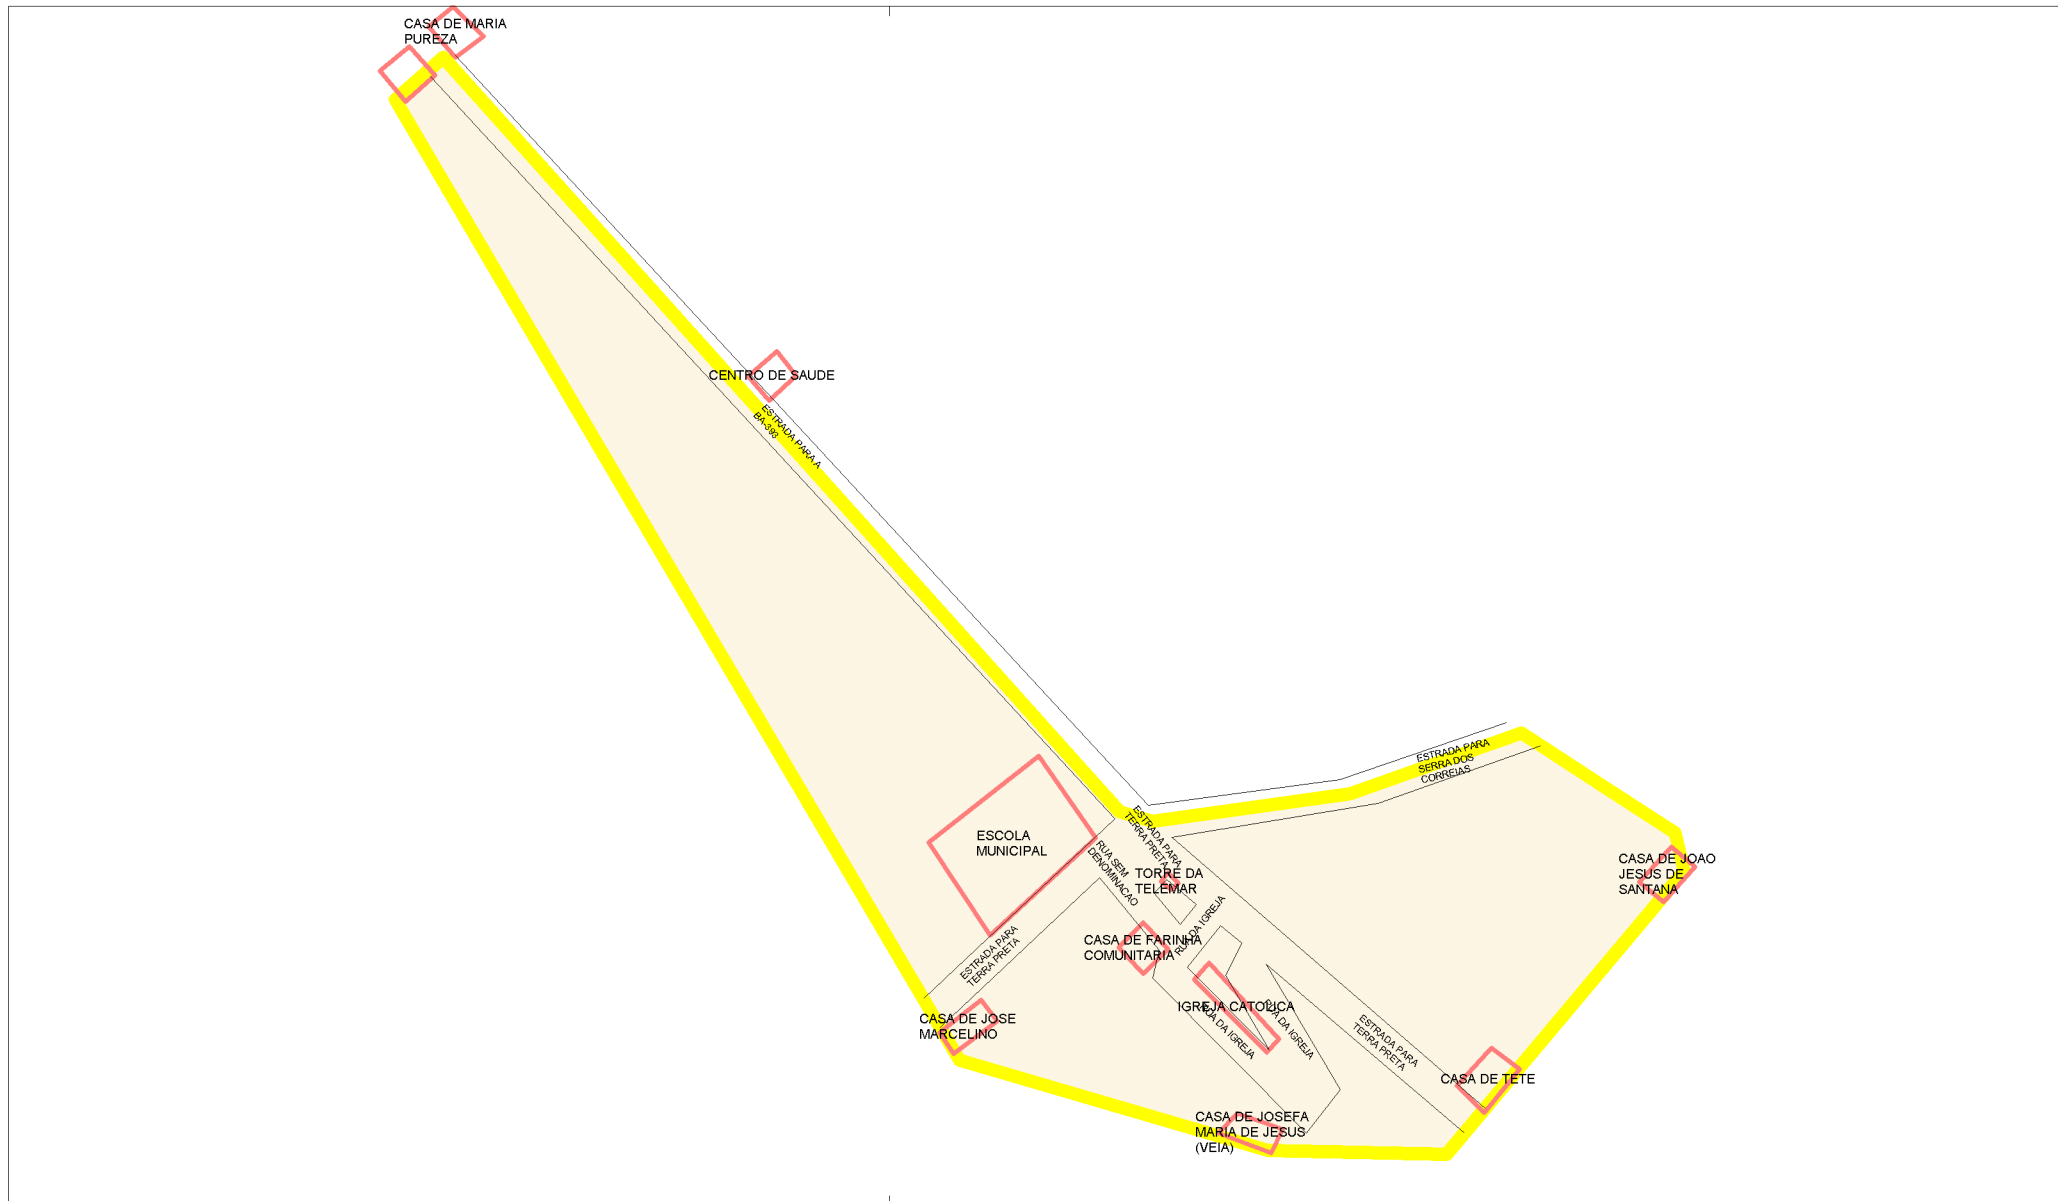 CASA DE MARIA
PUREZA
CENTRO DE SAUDE
ESTRADA PARA A
BA-393
ESTRADA PARA
SERRA DOS
CORREIAS
ESTRADA PARA
TERRA PRETA
ESCOLA
MUNICIPAL
RUA SEM
DENOMINACAO
TORRE DA
TELEMAR
CASA DE JOAO
JESUS DE
SANTANA
RUA DA IGREJA
CASA DE FARINHA
COMUNITARIA
ESTRADA PARA
TERRA PRETA
IGREJA CATOLICA
RUA DA IGREJA
RUA DA IGREJA
CASA DE JOSE
MARCELINO
ESTRADA PARA
TERRA PRETA
CASA DE TETE
CASA DE JOSEFA
MARIA DE JESUS
(VEIA)